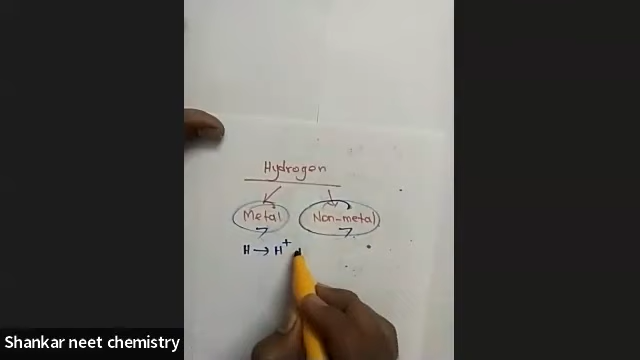 Hydrogen
Metal Non-metal
H → H⁺
Shankar neet chemistry